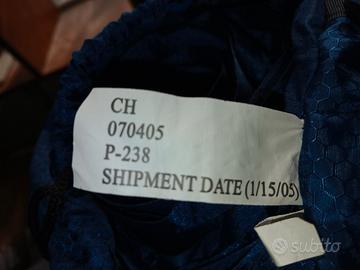 CH
070405
P-238
SHIPMENT DATE (1/15/05)
subito